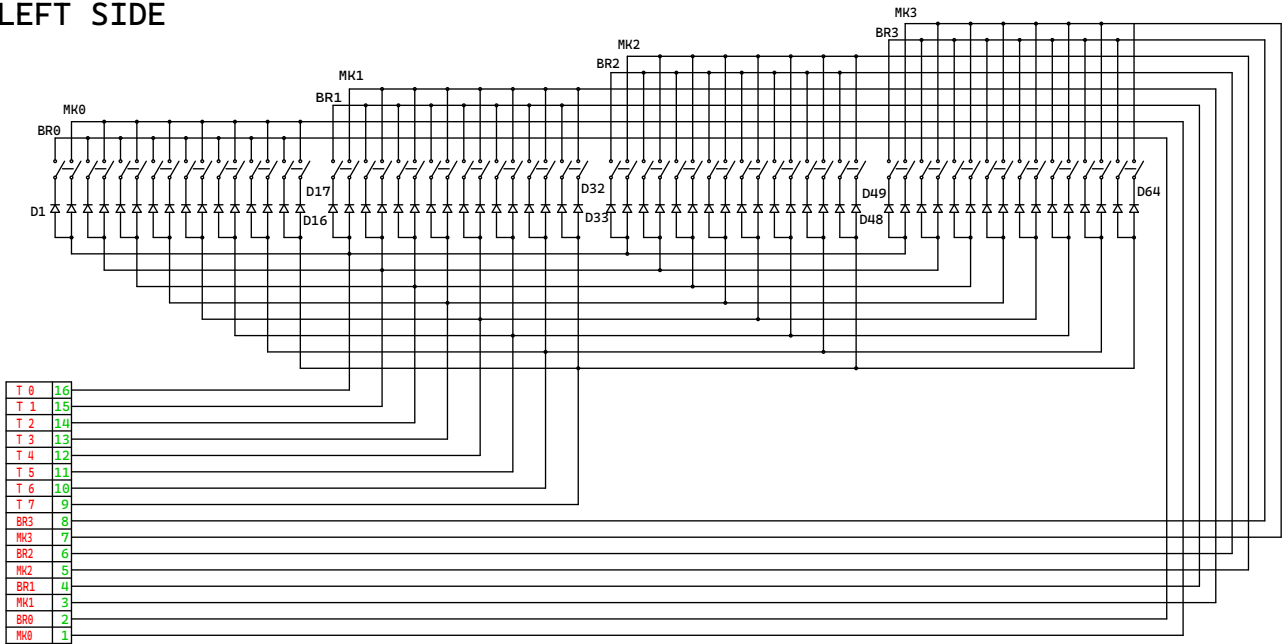 LEFT SIDE
MK3
BR3
MK2
BR2
MK1
BR1
MK0
BR0
D1
D17
D16
D32
D33
D49
D48
D64
T 0 16
T 1 15
T 2 14
T 3 13
T 4 12
T 5 11
T 6 10
T 7 9
BR3 8
MK3 7
BR2 6
MK2 5
BR1 4
MK1 3
BR0 2
MK0 1